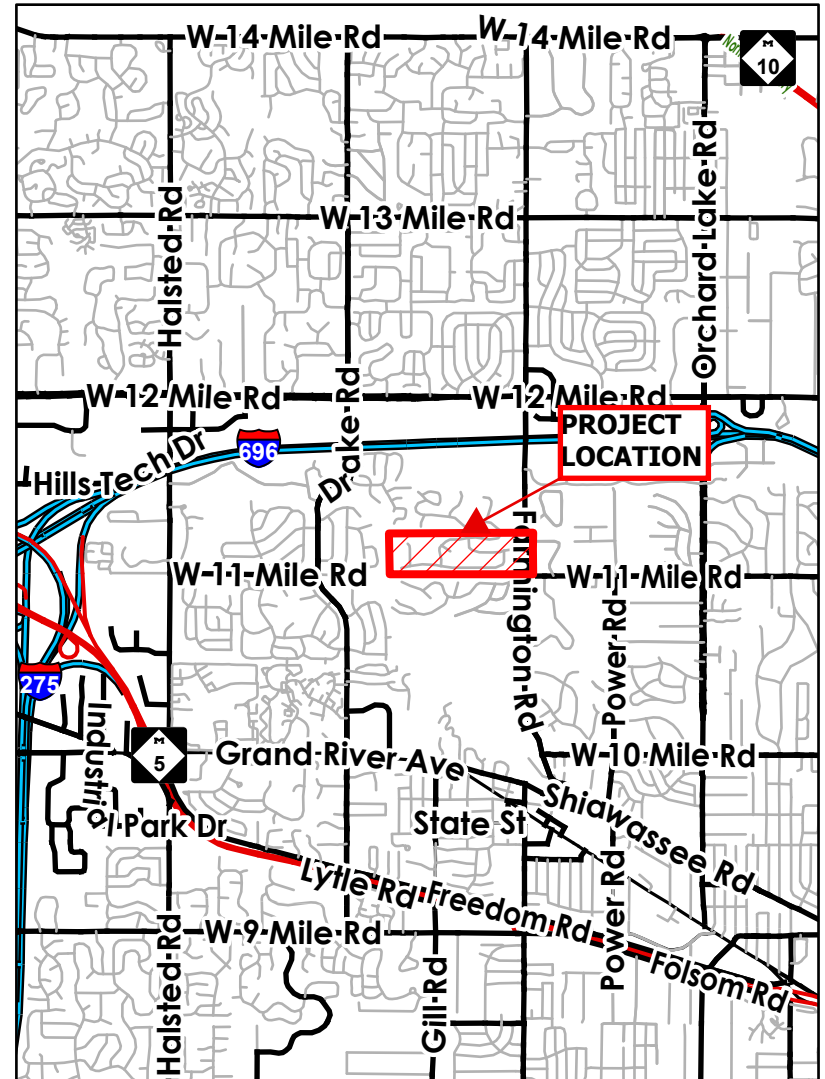 W 14 Mile Rd
W 14 Mile Rd
M
10
Orchard Lake Rd
Halsted Rd
W 13 Mile Rd
W 12 Mile Rd
W 12 Mile Rd
Drake Rd
PROJECT
LOCATION
696
Hills Tech Dr
Farmington Rd
W 11 Mile Rd
W 11 Mile Rd
Power Rd
275
Industrial Park Dr
M
5
Grand River Ave
W 10 Mile Rd
State St
Shiawassee Rd
Lytle Rd
Freedom Rd
Power Rd
W 9 Mile Rd
Folsom Rd
Halsted Rd
Gill Rd